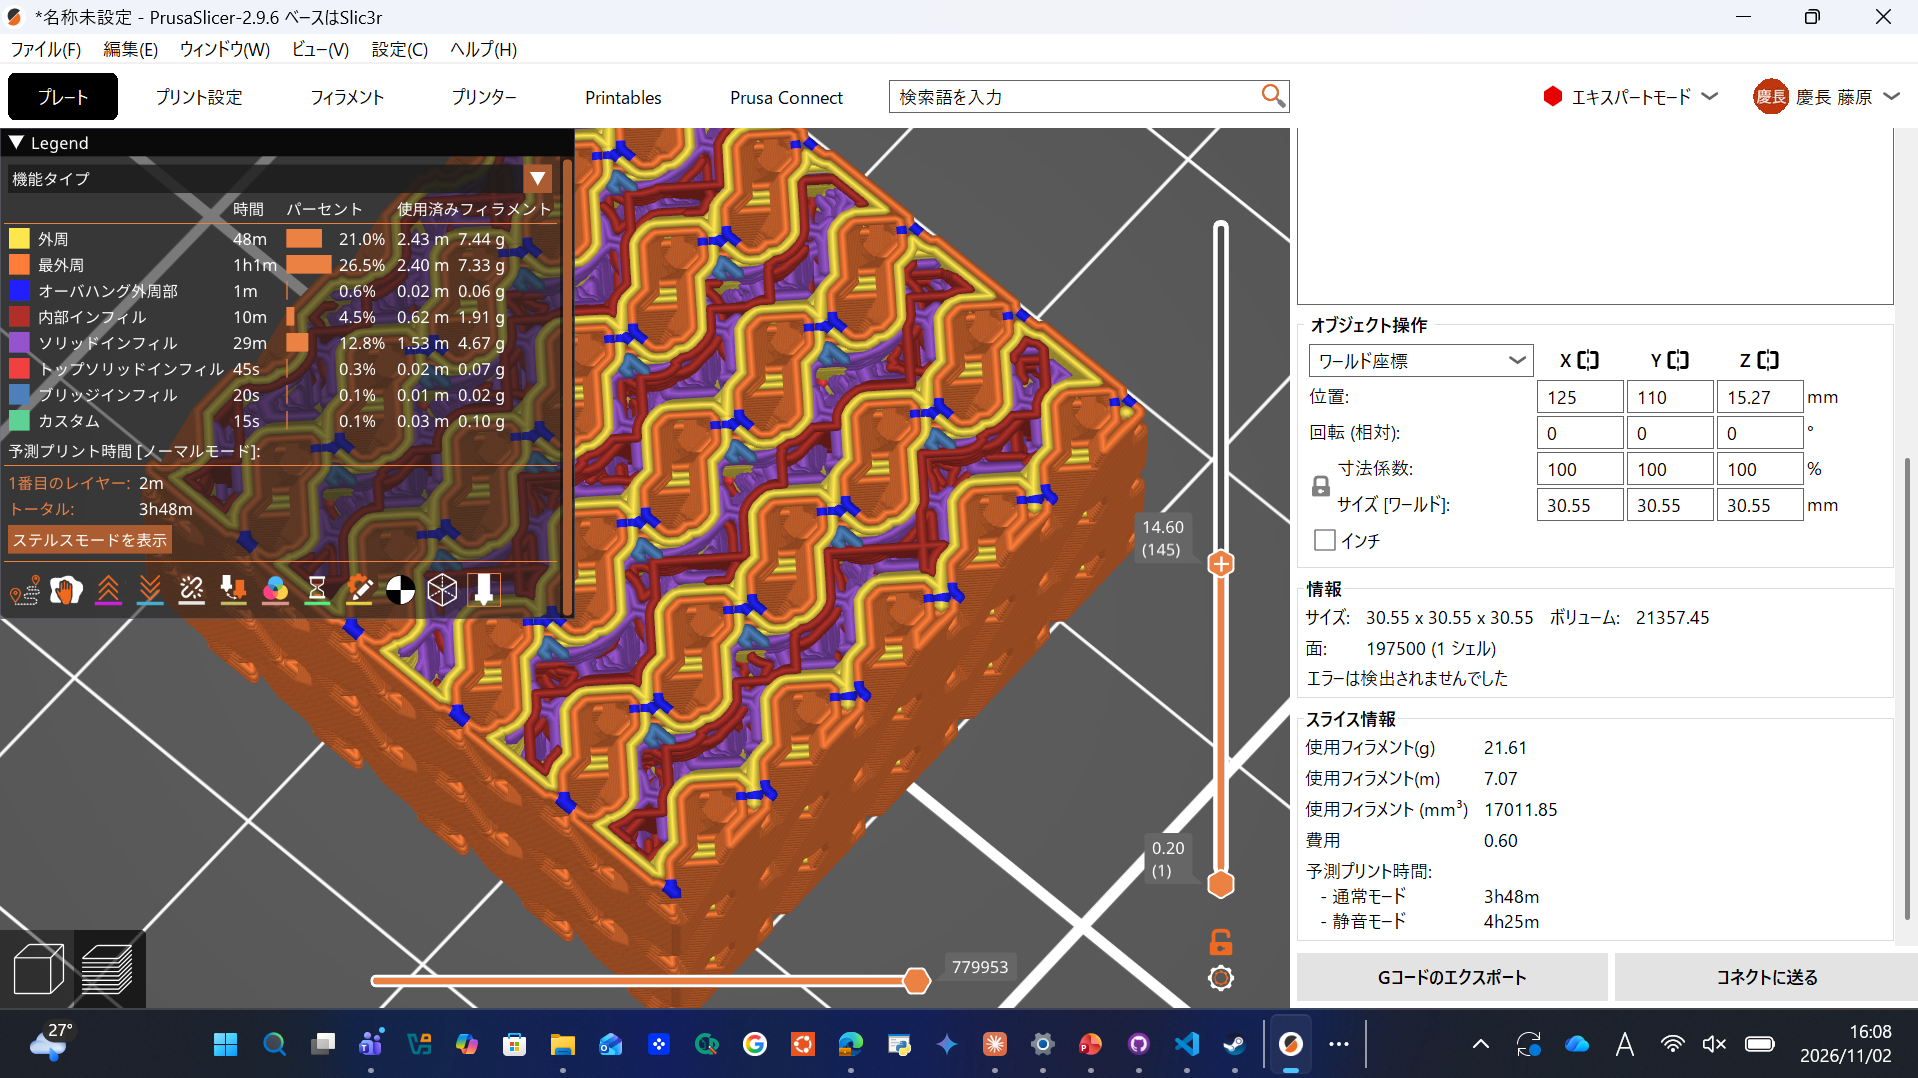 *名称未設定 - PrusaSlicer-2.9.6 ベースはSlic3r
ファイル(F) 編集(E) ウィンドウ(W) ビュー(V) 設定(C) ヘルプ(H)
プレート プリント設定 フィラメント プリンター Printables Prusa Connect 検索語を入力 エキスパートモード 慶長 慶長 藤原
Legend
機能タイプ
時間 パーセント 使用済みフィラメント
外周 48m 21.0% 2.43 m 7.44 g
最外周 1h1m 26.5% 2.40 m 7.33 g
オーバハング外周部 1m 0.6% 0.02 m 0.06 g
内部インフィル 10m 4.5% 0.62 m 1.91 g
ソリッドインフィル 29m 12.8% 1.53 m 4.67 g
トップソリッドインフィル 45s 0.3% 0.02 m 0.07 g
ブリッジインフィル 20s 0.1% 0.01 m 0.02 g
カスタム 15s 0.1% 0.03 m 0.10 g
予測プリント時間 [ノーマルモード]:
1番目のレイヤー: 2m
トータル: 3h48m
ステルスモードを表示
14.60
(145)
0.20
(1)
779953
オブジェクト操作
ワールド座標 X Y Z
位置: 125 110 15.27 mm
回転 (相対): 0 0 0 °
寸法係数: 100 100 100 %
サイズ [ワールド]: 30.55 30.55 30.55 mm
インチ
情報
サイズ: 30.55 x 30.55 x 30.55 ボリューム: 21357.45
面: 197500 (1 シェル)
エラーは検出されませんでした
スライス情報
使用フィラメント(g) 21.61
使用フィラメント(m) 7.07
使用フィラメント (mm³) 17011.85
費用 0.60
予測プリント時間:
- 通常モード 3h48m
- 静音モード 4h25m
Gコードのエクスポート コネクトに送る
27°
A
16:08
2026/11/02